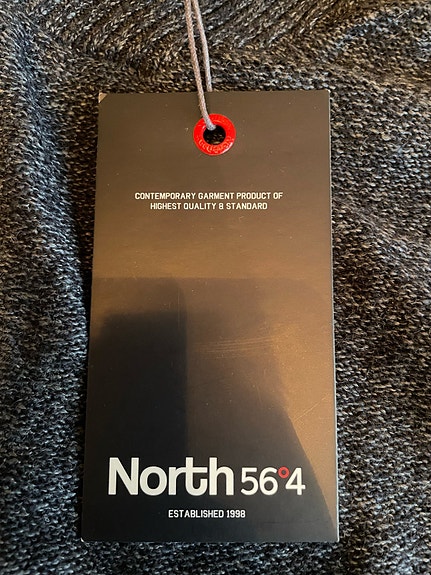 CONTEMPORARY GARMENT PRODUCT OF
HIGHEST QUALITY & STANDARD
North 56°4
ESTABLISHED 1998